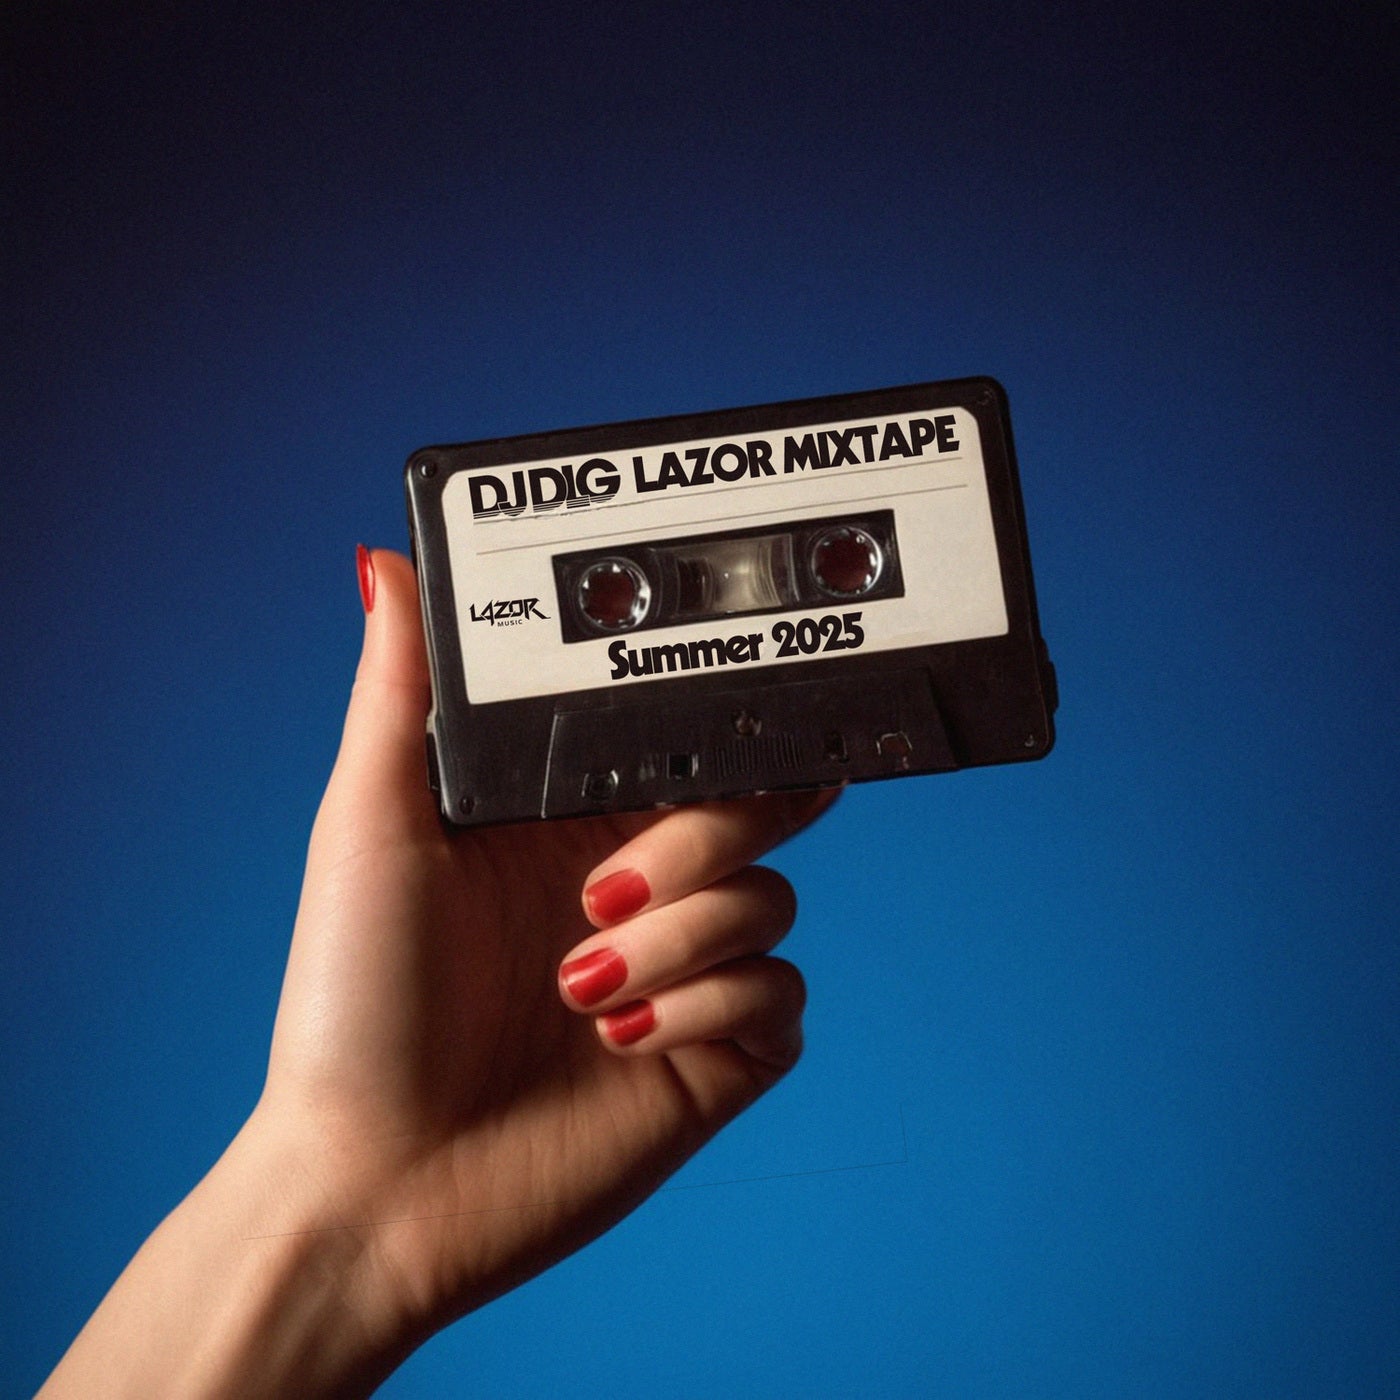 DJ DLG LAZOR MIXTAPE
LAZOR
MUSIC
Summer 2025